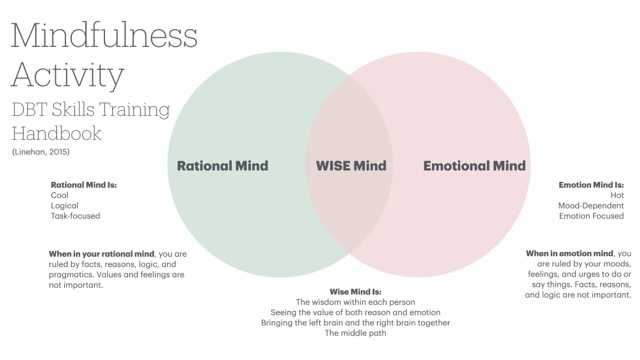 Mindfulness
Activity
DBT Skills Training
Handbook
(Linehan, 2015)
Rational Mind
WISE Mind
Emotional Mind
Rational Mind Is:
Cool
Logical
Task-focused
Emotion Mind Is:
Hot
Mood-Dependent
Emotion Focused
When in your rational mind, you are
ruled by facts, reasons, logic, and
pragmatics. Values and feelings are
not important.
When in emotion mind, you
are ruled by your moods,
feelings, and urges to do or
say things. Facts, reasons,
and logic are not important.
Wise Mind Is:
The wisdom within each person
Seeing the value of both reason and emotion
Bringing the left brain and the right brain together
The middle path